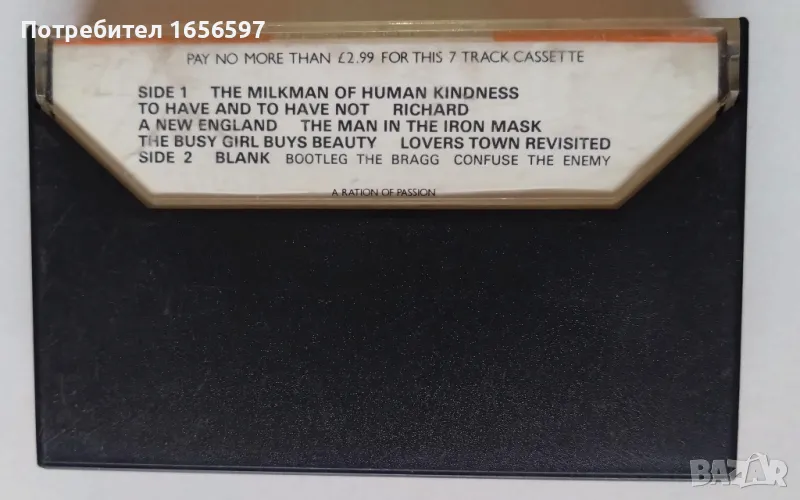 Потребител 1656597
PAY NO MORE THAN £2.99 FOR THIS 7 TRACK CASSETTE
SIDE 1 THE MILKMAN OF HUMAN KINDNESS
TO HAVE AND TO HAVE NOT RICHARD
A NEW ENGLAND THE MAN IN THE IRON MASK
THE BUSY GIRL BUYS BEAUTY LOVERS TOWN REVISITED
SIDE 2 BLANK BOOTLEG THE BRAGG CONFUSE THE ENEMY
A RATION OF PASSION
BAZAR